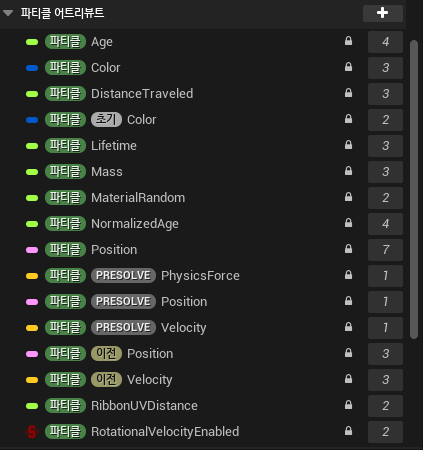 파티클 어트리뷰트 +
파티클 Age 4
파티클 Color 3
파티클 DistanceTraveled 3
파티클 초기 Color 2
파티클 Lifetime 3
파티클 Mass 3
파티클 MaterialRandom 2
파티클 NormalizedAge 4
파티클 Position 7
파티클 PRESOLVE PhysicsForce 1
파티클 PRESOLVE Position 1
파티클 PRESOLVE Velocity 1
파티클 이전 Position 3
파티클 이전 Velocity 3
파티클 RibbonUVDistance 2
S 파티클 RotationalVelocityEnabled 2